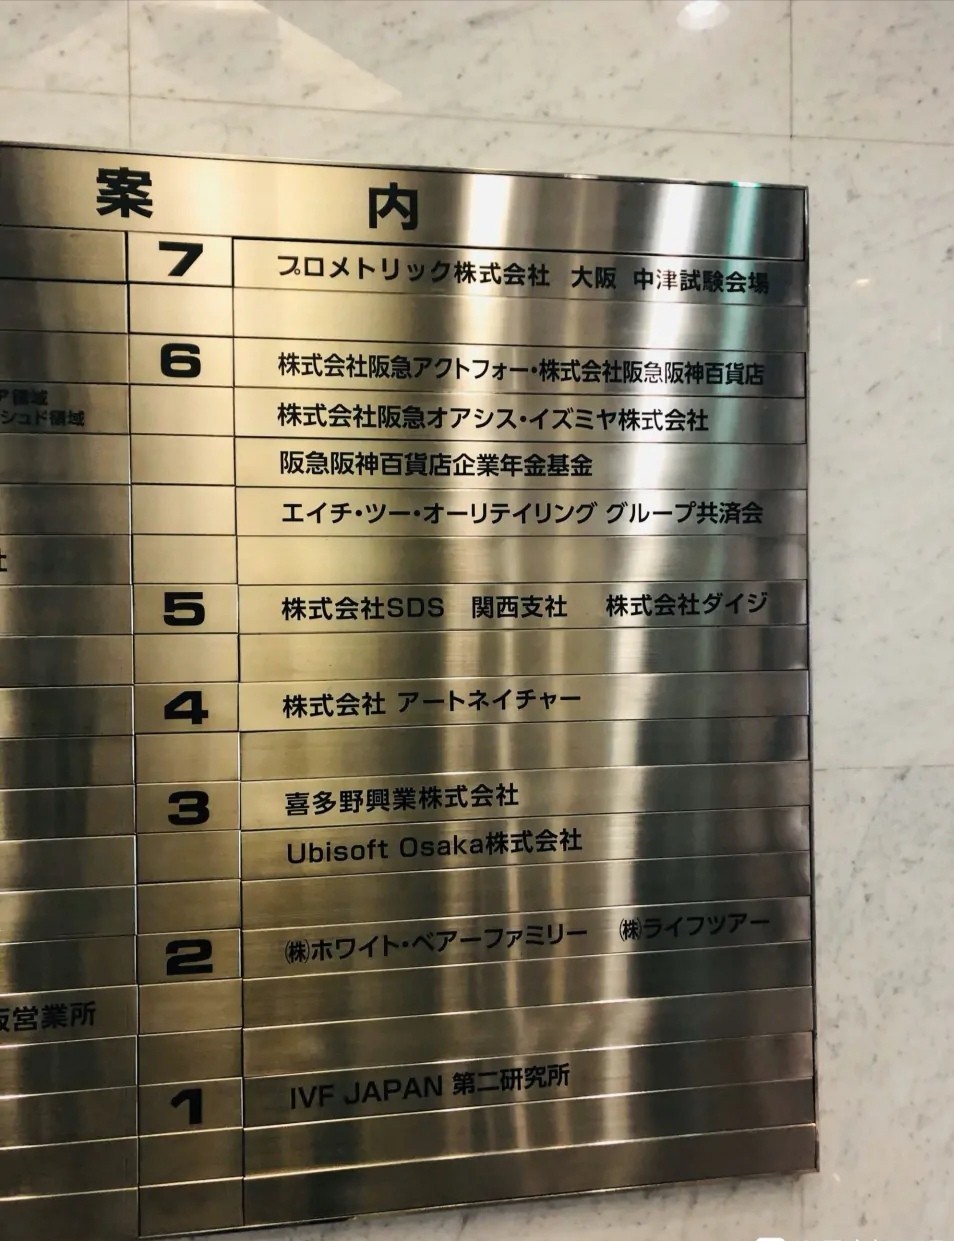 案内
ア領域
シュド領域
社
阪営業所
7 プロメトリック株式会社 大阪 中津試験会場
6 株式会社阪急アクトフォー・株式会社阪急阪神百貨店
株式会社阪急オアシス・イズミヤ株式会社
阪急阪神百貨店企業年金基金
エイチ・ツー・オーリテイリング グループ共済会
5 株式会社SDS 関西支社 株式会社ダイジ
4 株式会社 アートネイチャー
3 喜多野興業株式会社
Ubisoft Osaka株式会社
2 ㈱ホワイト・ベアーファミリー ㈱ライフツアー
1 IVF JAPAN 第二研究所